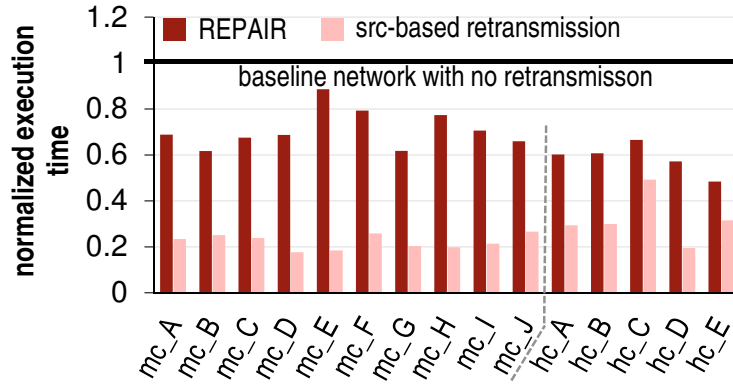 1.2
REPAIR src-based retransmission
1
baseline network with no retransmisson
0.8
0.6
0.4
0.2
0
normalized execution
time
mc_A mc_B mc_C mc_D mc_E mc_F mc_G mc_H mc_I mc_J hc_A hc_B hc_C hc_D hc_E